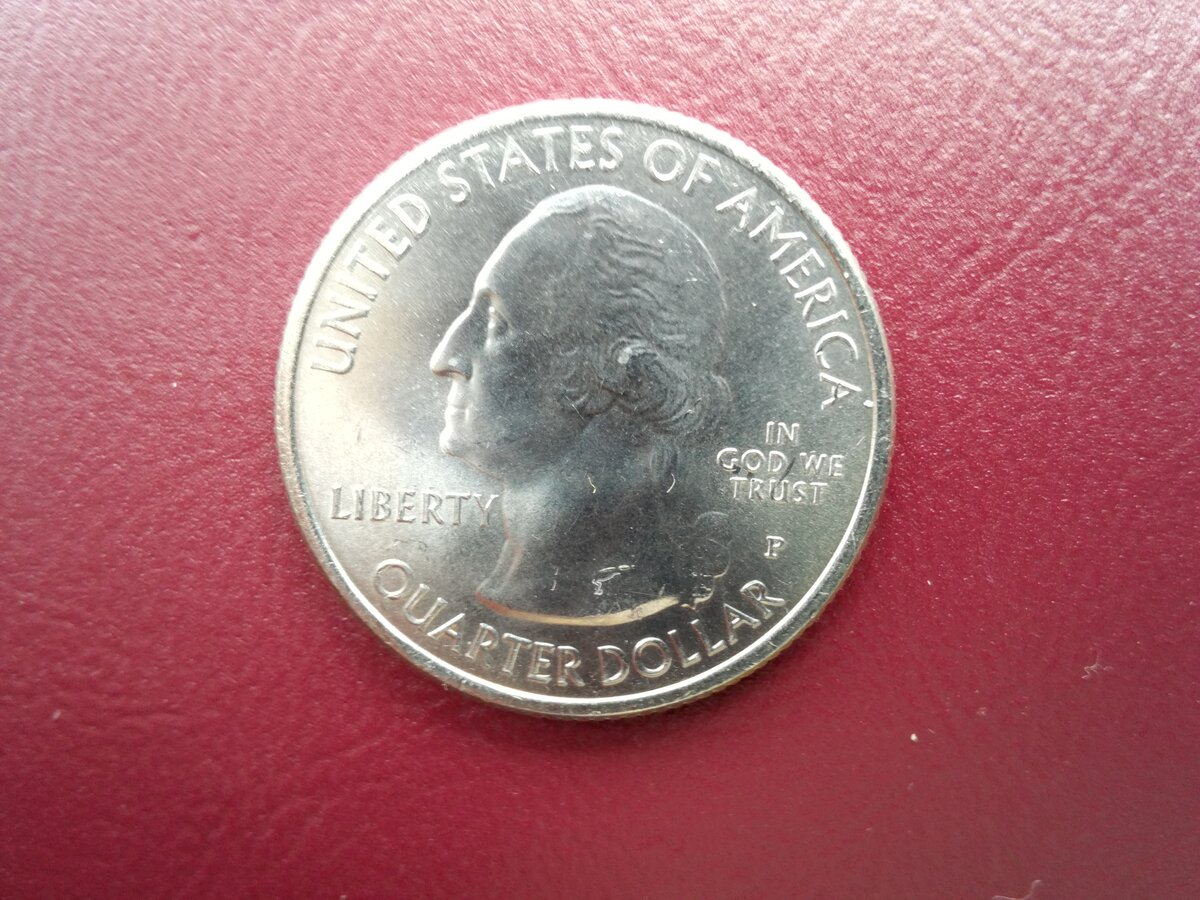 UNITED STATES OF AMERICA
LIBERTY
IN
GOD WE
TRUST
P
QUARTER DOLLAR